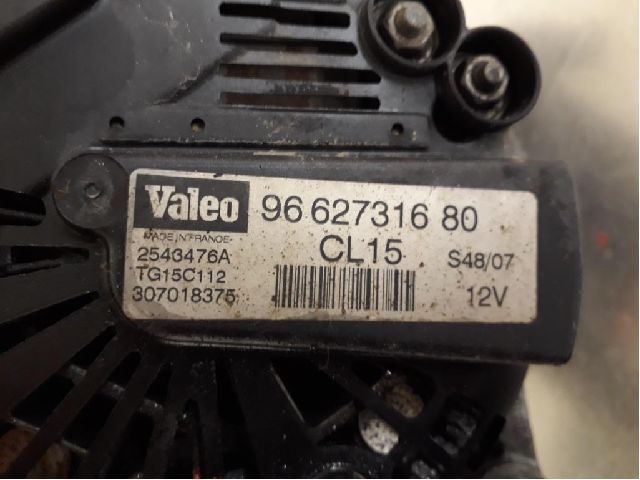 Valeo 96 627316 80
MADE IN FRANCE
CL15 S48/07
2543476A
TG15C112
307018375 12V